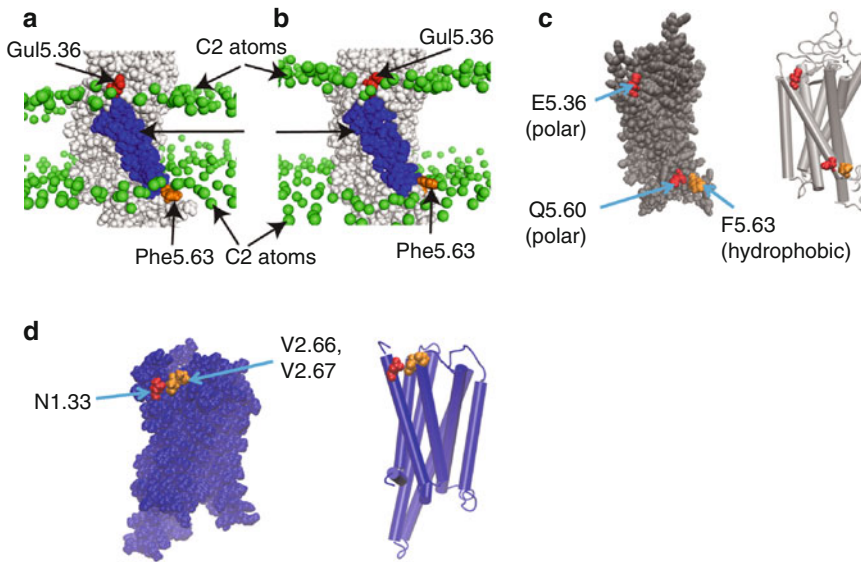 a
b
c
Gul5.36
C2 atoms
Gul5.36
Phe5.63
C2 atoms
Phe5.63
E5.36
(polar)
Q5.60
(polar)
F5.63
(hydrophobic)
d
N1.33
V2.66,
V2.67